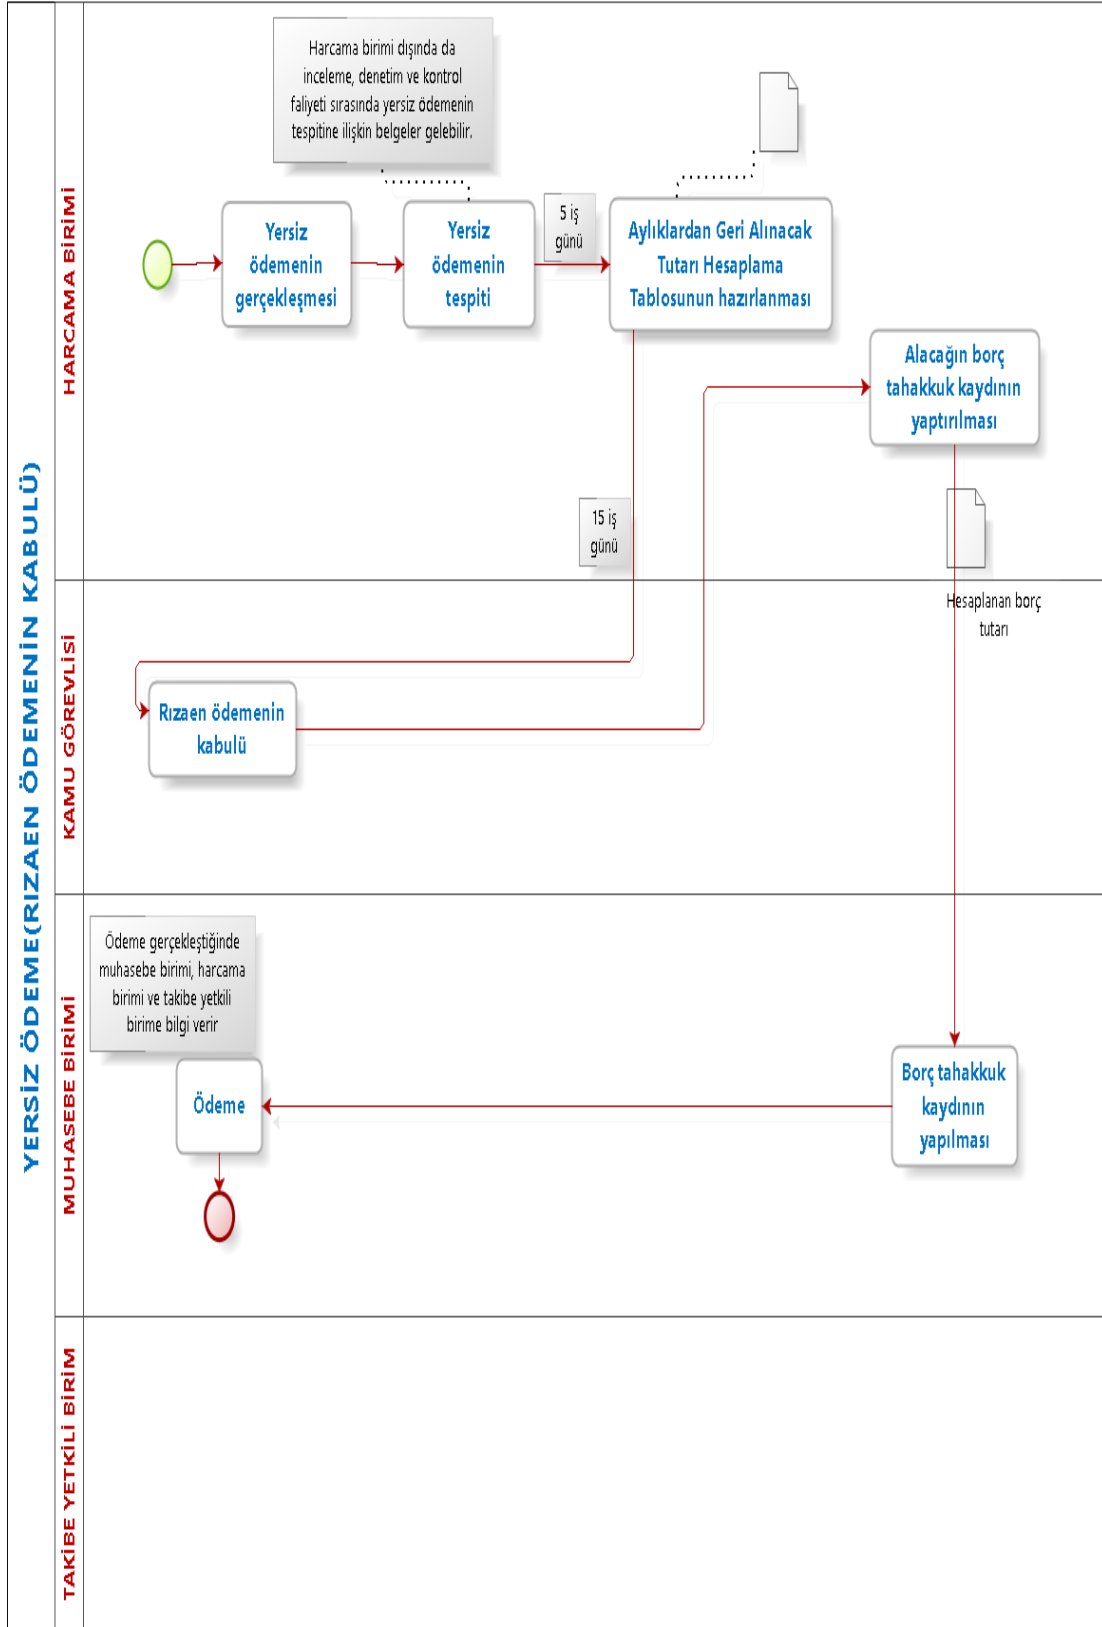 YERSİZ ÖDEME(RIZAEN ÖDEMENİN KABULÜ)
HARCAMA BİRİMİ
Harcama birimi dışında da
inceleme, denetim ve kontrol
faliyeti sırasında yersiz ödemenin
tespitine ilişkin belgeler gelebilir.
Yersiz
ödemenin
gerçekleşmesi
Yersiz
ödemenin
tespiti
5 iş
günü
Aylıklardan Geri Alınacak
Tutarı Hesaplama
Tablosunun hazırlanması
Alacağın borç
tahakkuk kaydının
yaptırılması
15 iş
günü
Hesaplanan borç
tutarı
KAMU GÖREVLİSİ
Rızaen ödemenin
kabulü
MUHASEBE BİRİMİ
Ödeme gerçekleştiğinde
muhasebe birimi, harcama
birimi ve takibe yetkili
birime bilgi verir
Ödeme
Borç tahakkuk
kaydının
yapılması
TAKİBE YETKİLİ BİRİM